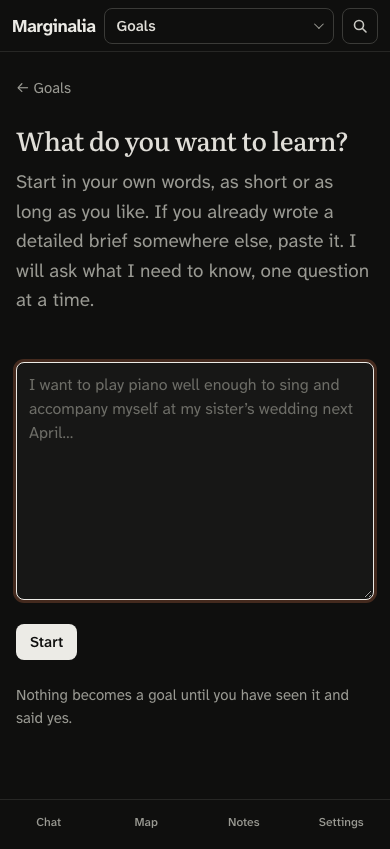 Marginalia
Goals
← Goals
What do you want to learn?
Start in your own words, as short or as
long as you like. If you already wrote a
detailed brief somewhere else, paste it. I
will ask what I need to know, one question
at a time.
I want to play piano well enough to sing and
accompany myself at my sister’s wedding next
April…
Start
Nothing becomes a goal until you have seen it and
said yes.
Chat
Map
Notes
Settings